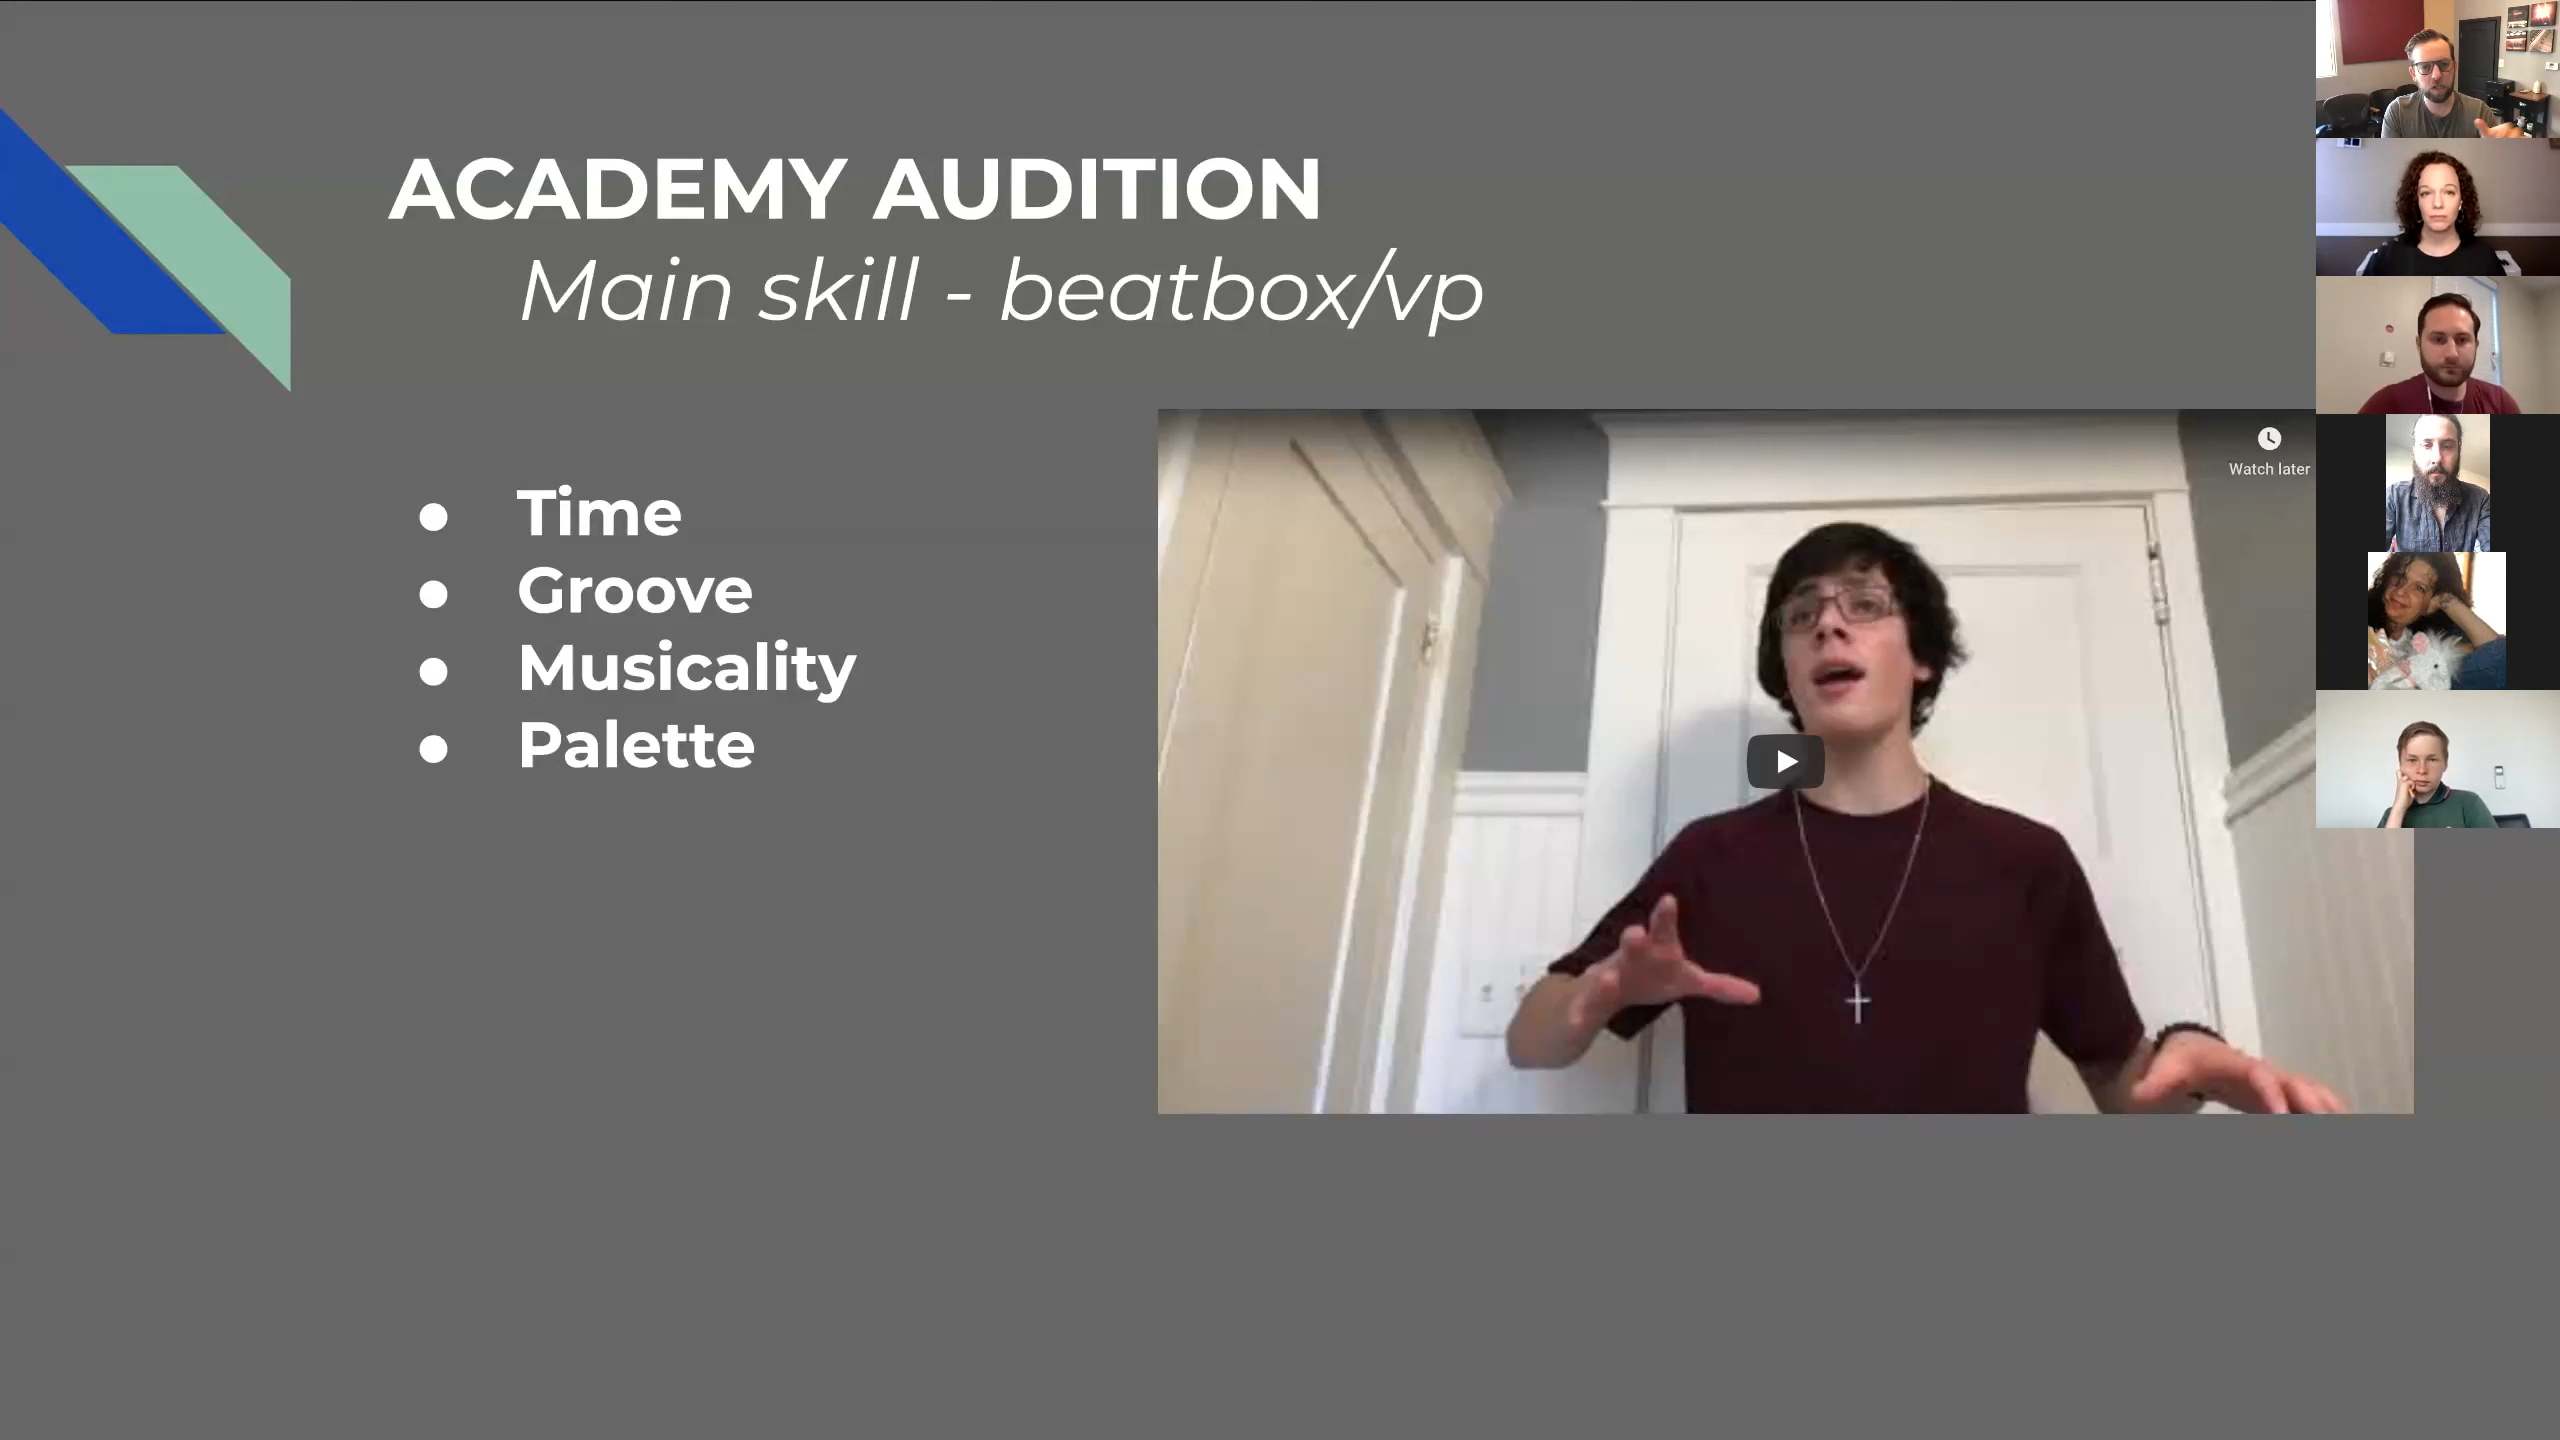 ACADEMY AUDITION
Main skill - beatbox/vp
● Time
● Groove
● Musicality
● Palette
Watch later